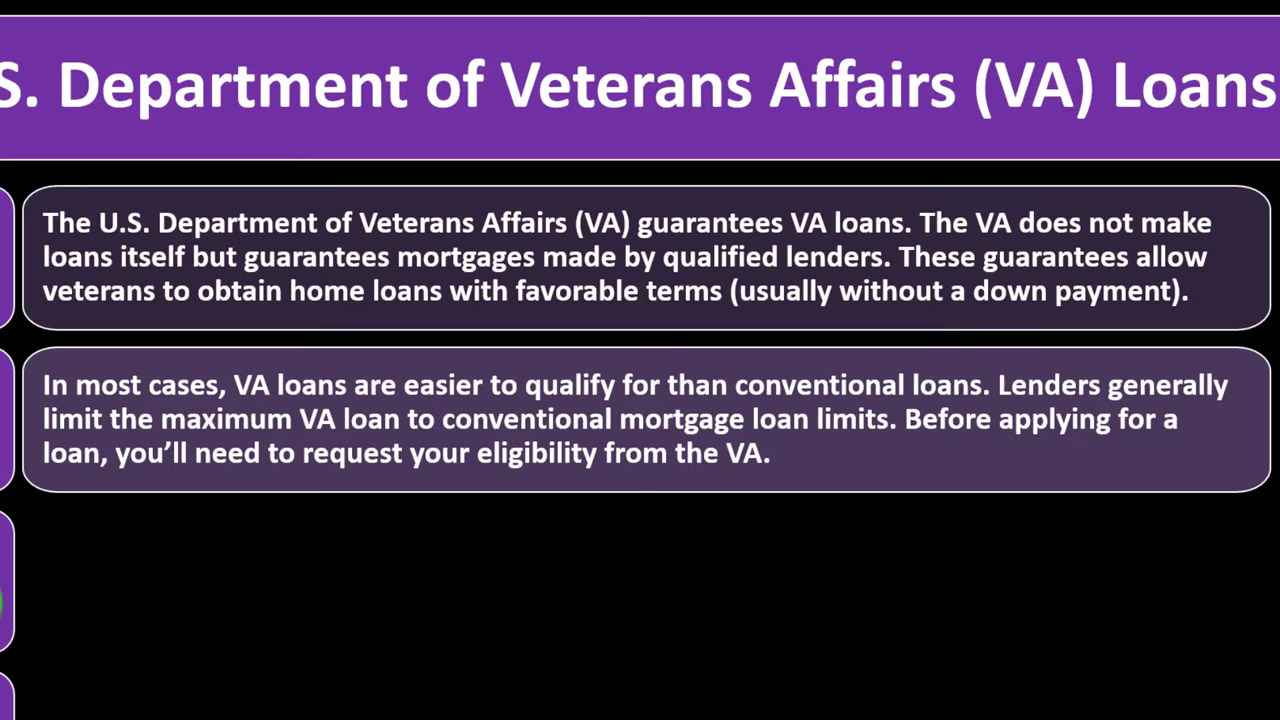 S. Department of Veterans Affairs (VA) Loans
The U.S. Department of Veterans Affairs (VA) guarantees VA loans. The VA does not make
loans itself but guarantees mortgages made by qualified lenders. These guarantees allow
veterans to obtain home loans with favorable terms (usually without a down payment).
In most cases, VA loans are easier to qualify for than conventional loans. Lenders generally
limit the maximum VA loan to conventional mortgage loan limits. Before applying for a
loan, you’ll need to request your eligibility from the VA.